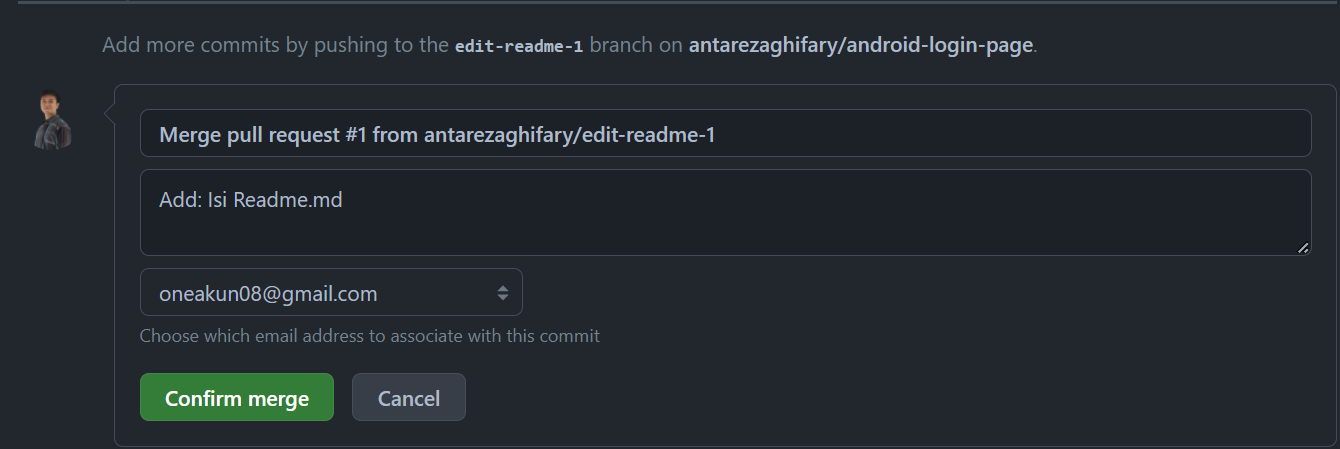 Add more commits by pushing to the edit-readme-1 branch on antarezaghifary/android-login-page.
Merge pull request #1 from antarezaghifary/edit-readme-1
Add: Isi Readme.md
oneakun08@gmail.com
Choose which email address to associate with this commit
Confirm merge
Cancel